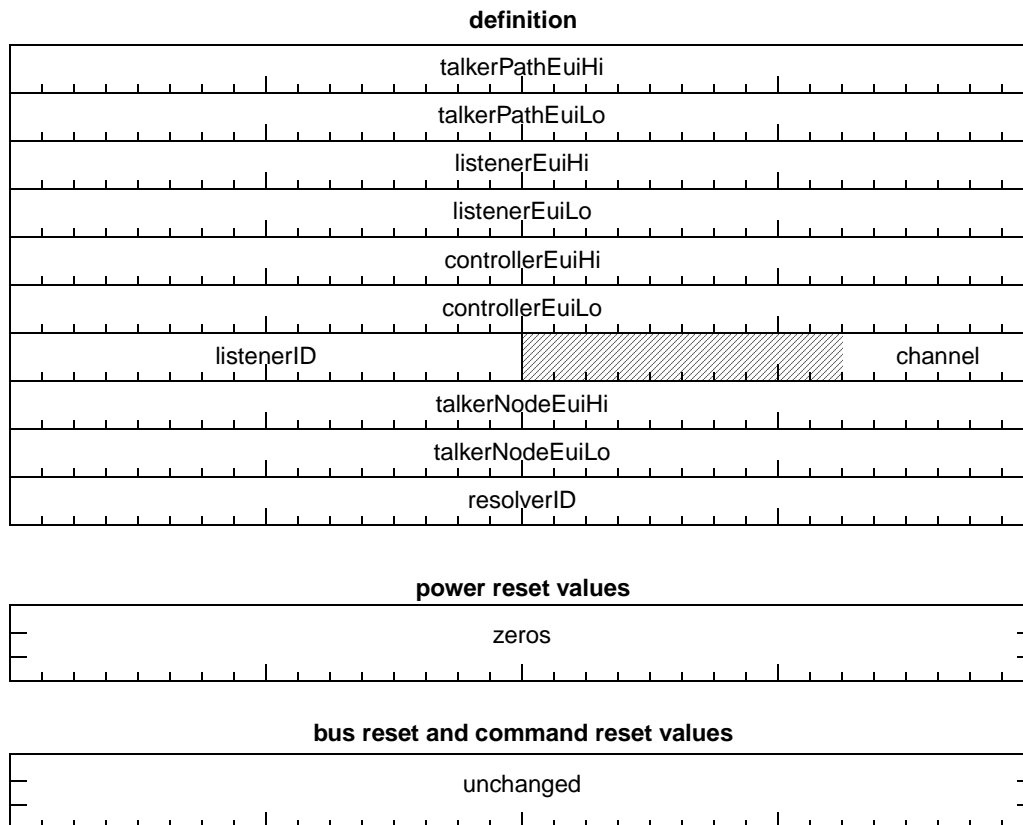 definition
talkerPathEuiHi
talkerPathEuiLo
listenerEuiHi
listenerEuiLo
controllerEuiHi
controllerEuiLo
listenerID channel
talkerNodeEuiHi
talkerNodeEuiLo
resolverID
power reset values
zeros
bus reset and command reset values
unchanged